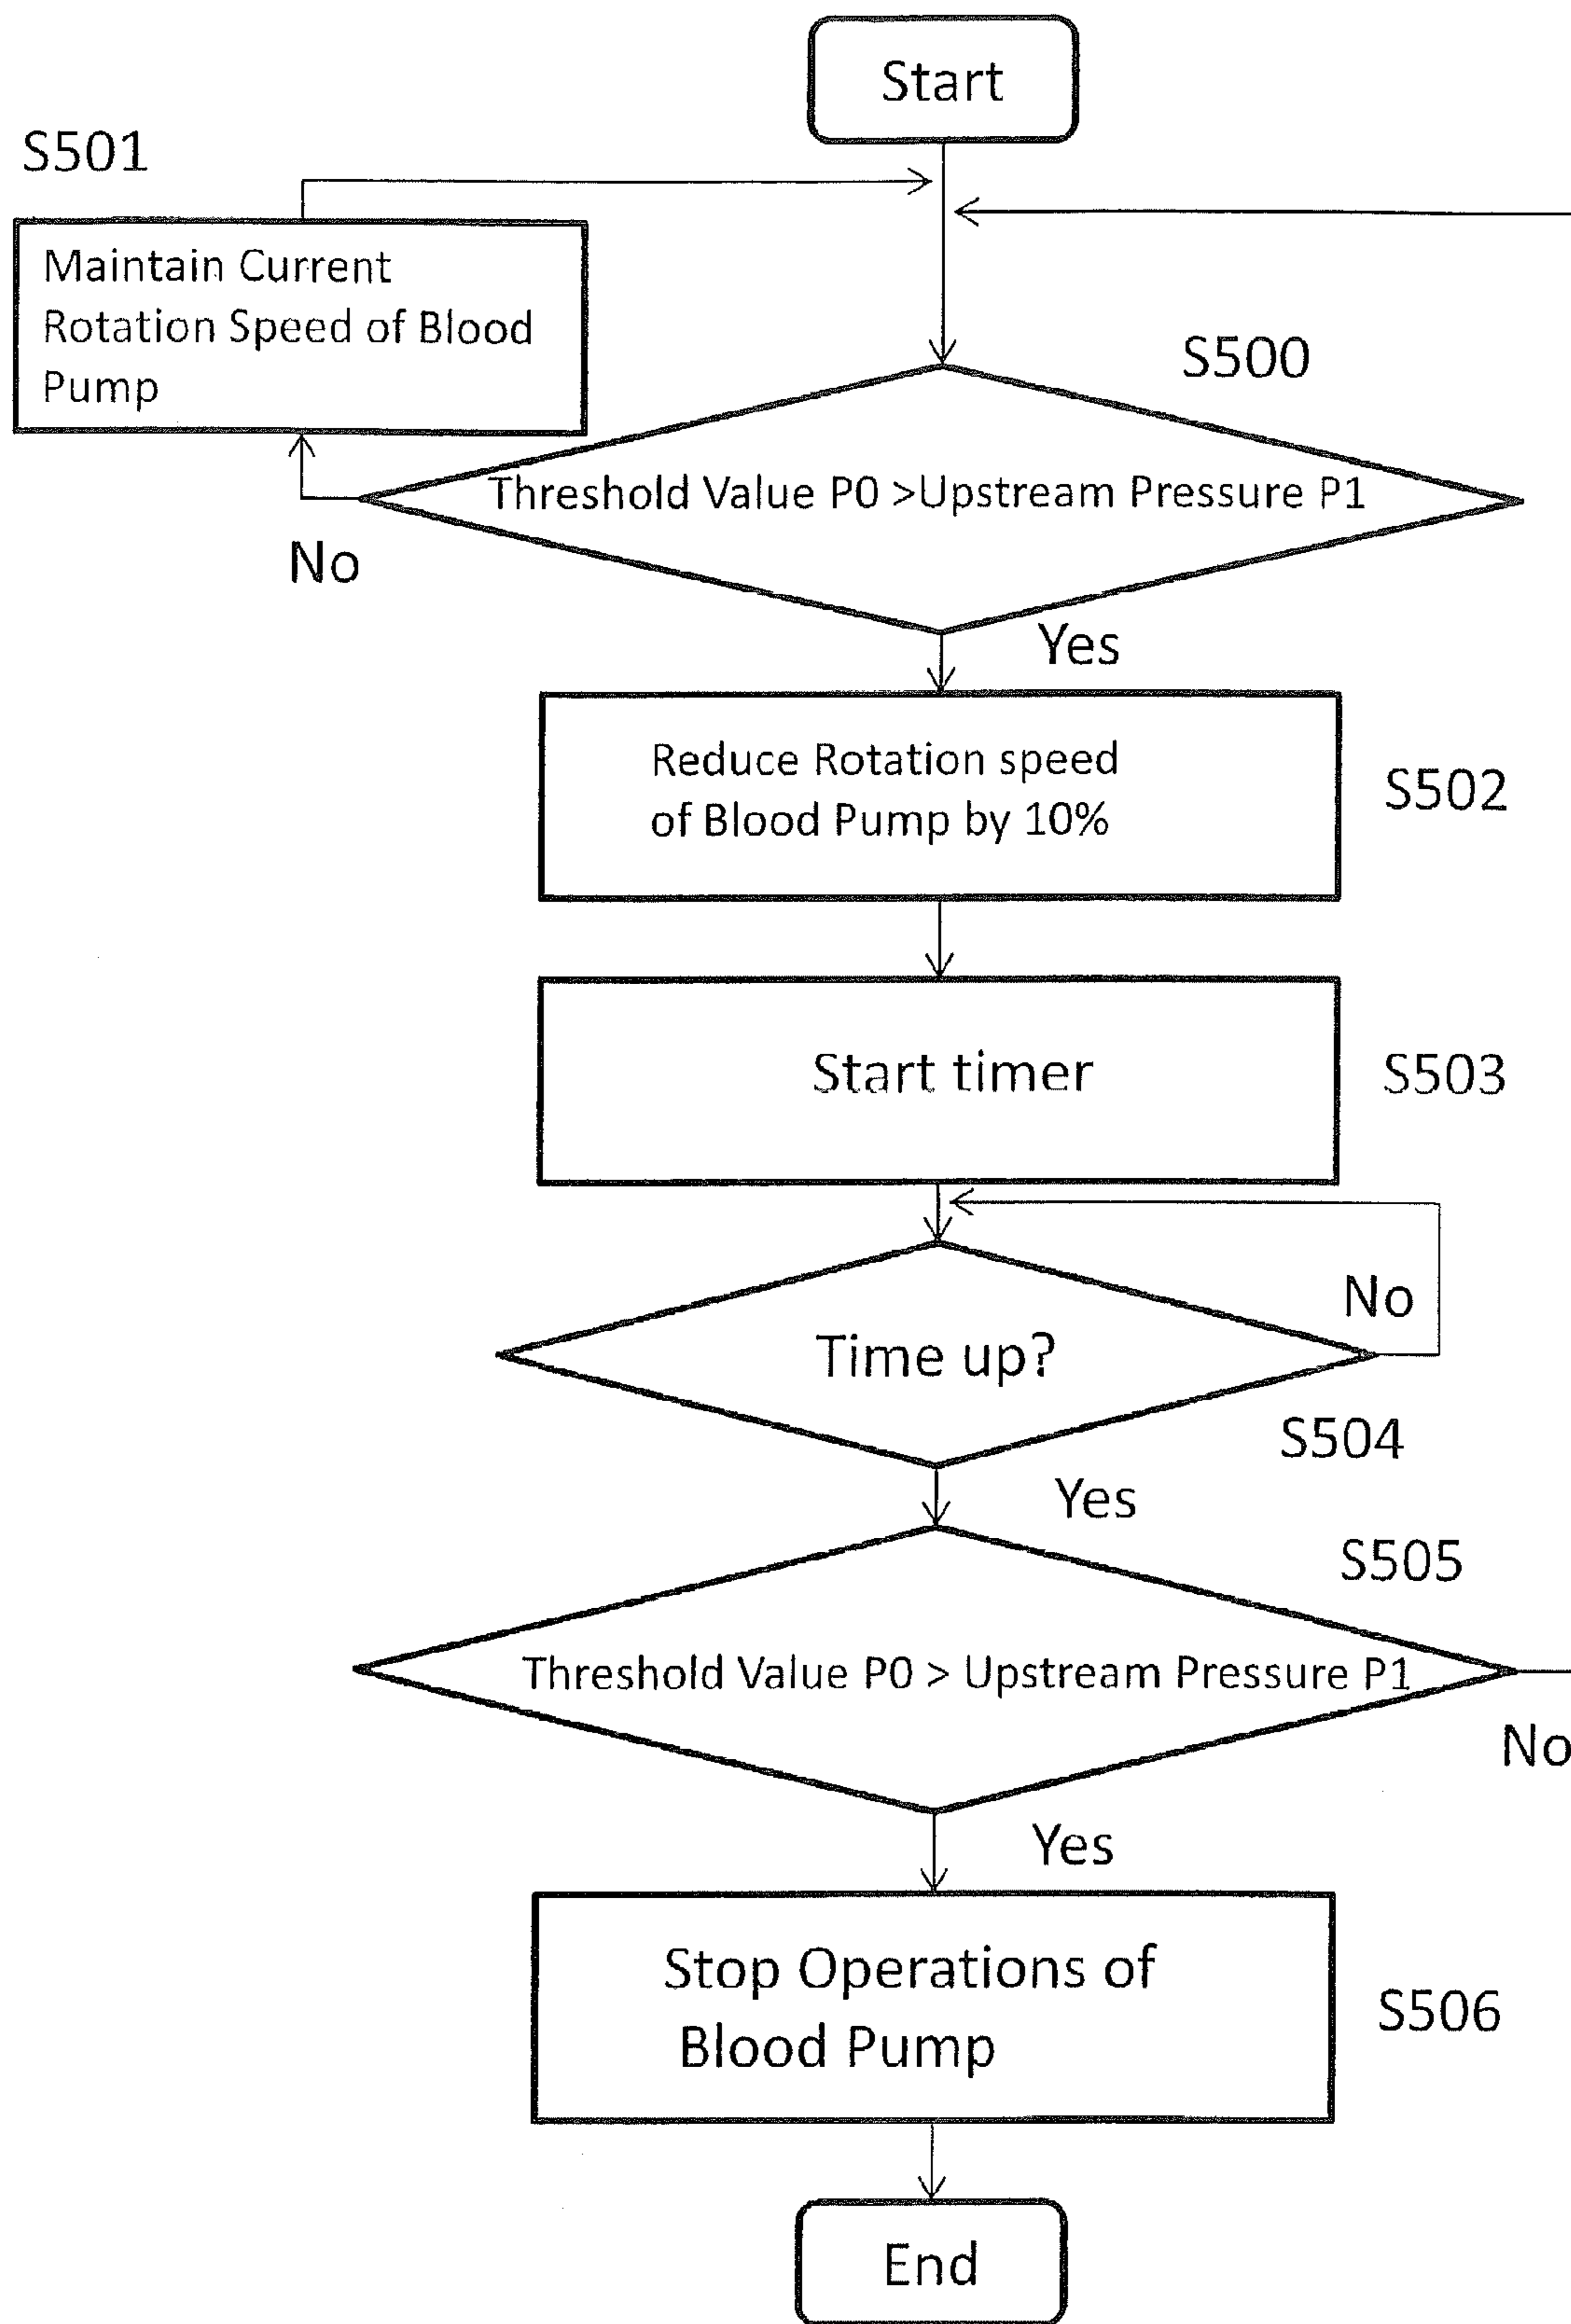 Start
S501
Maintain Current
Rotation Speed of Blood
Pump
S500
Threshold Value P0 >Upstream Pressure P1
No
Yes
Reduce Rotation speed
of Blood Pump by 10%
S502
Start timer
S503
No
Time up?
S504
Yes
S505
Threshold Value P0 > Upstream Pressure P1
No
Yes
Stop Operations of
Blood Pump
S506
End